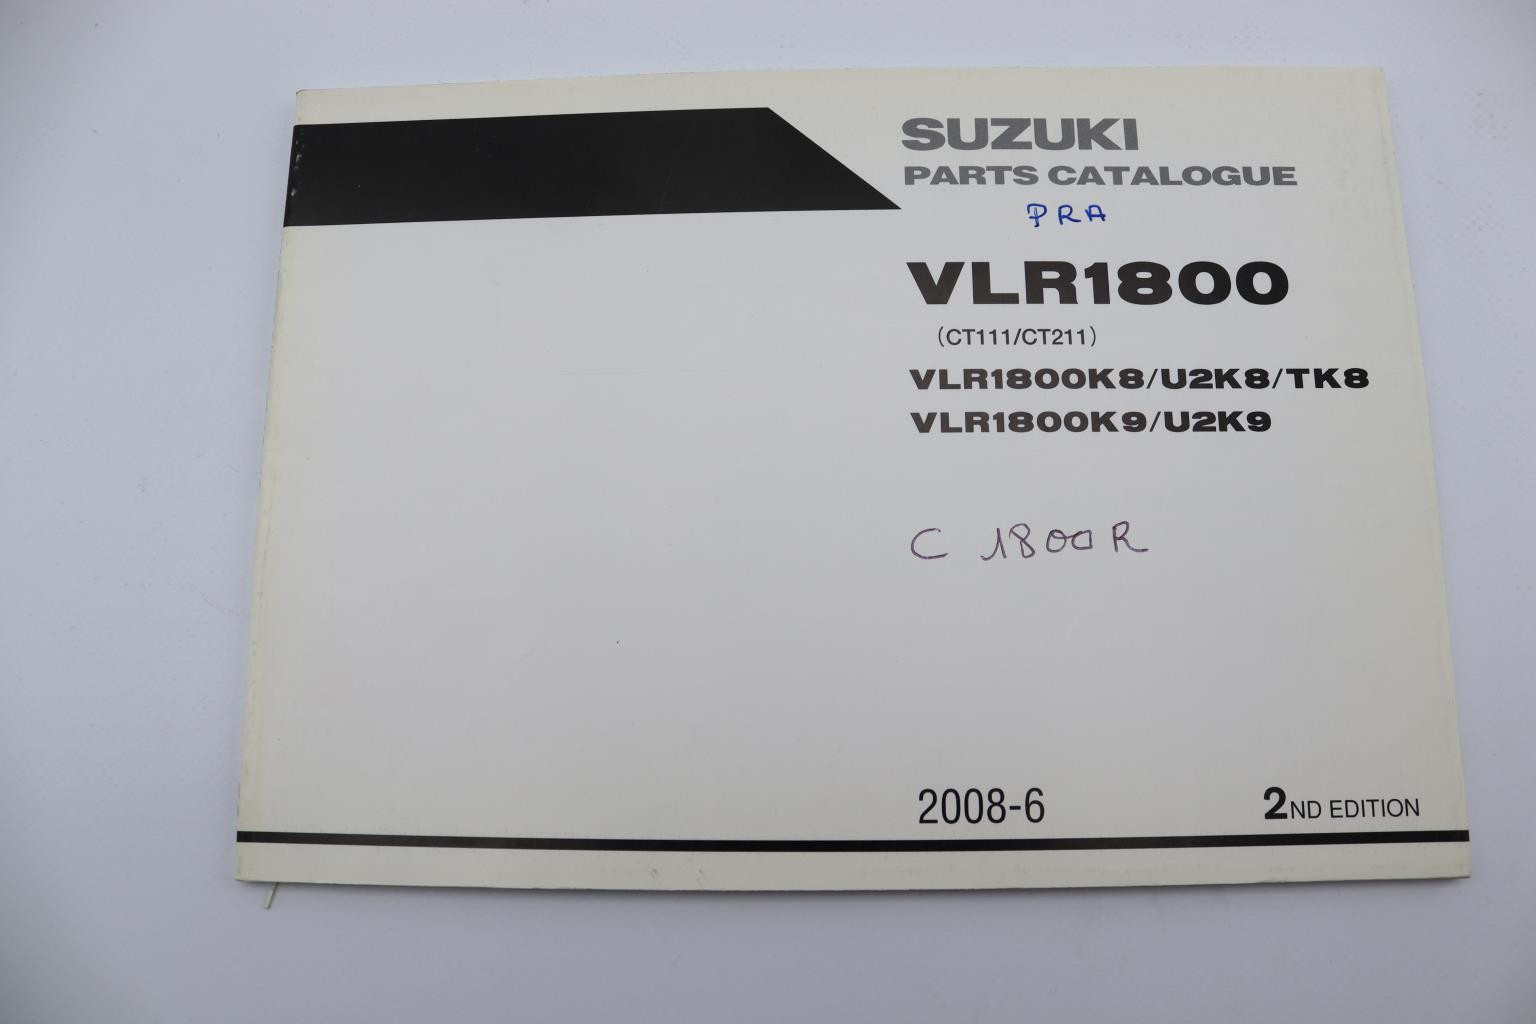 SUZUKI
PARTS CATALOGUE
PRA
VLR1800
(CT111/CT211)
VLR1800K8/U2K8/TK8
VLR1800K9/U2K9
C 1800R
2008-6
2ND EDITION